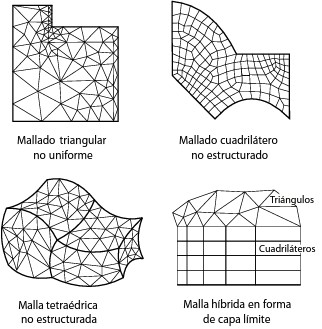 Mallado triangular
no uniforme
Mallado cuadrilátero
no estructurado
Triángulos
Cuadriláteros
Malla tetraédrica
no estructurada
Malla híbrida en forma
de capa límite